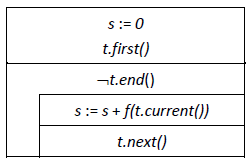 s := 0
t.first()
¬t.end()
s := s + f(t.current())
t.next()